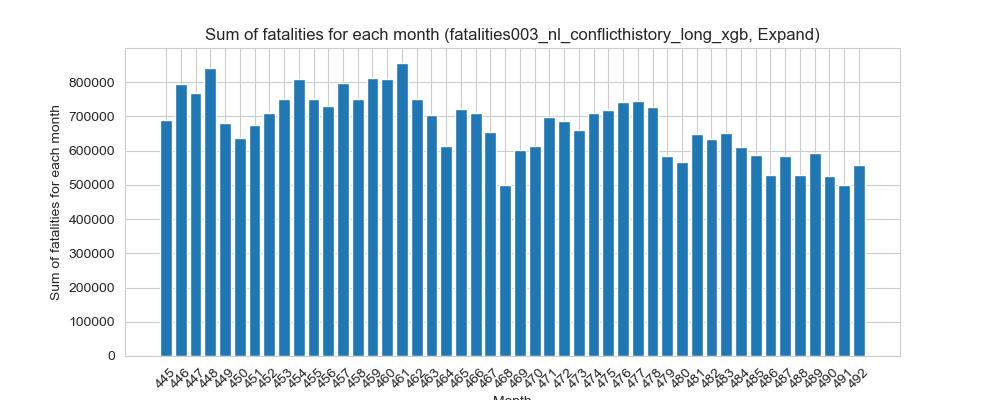 Sum of fatalities for each month (fatalities003_nl_conflicthistory_long_xgb, Expand)
Sum of fatalities for each month
800000
700000
600000
500000
400000
300000
200000
100000
0
445 446 447 448 449 450 451 452 453 454 455 456 457 458 459 460 461 462 463 464 465 466 467 468 469 470 471 472 473 474 475 476 477 478 479 480 481 482 483 484 485 486 487 488 489 490 491 492
Month